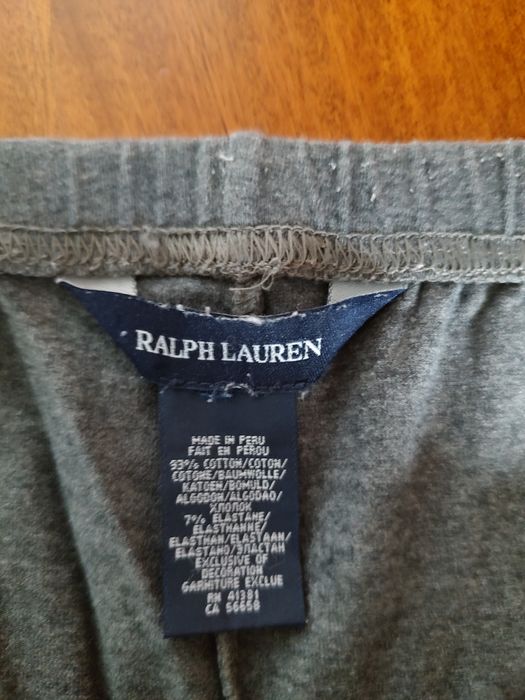 RALPH LAUREN
MADE IN PERU
FAIT EN PÉROU
93% COTTON/COTON/
COTONE/BAUMWOLLE/
KATOEN/BOMULD/
ALGODON/ALGODAO/
ХЛОПОК
7% ELASTANE/
ELASTHANNE/
ELASTHAN/ELASTAAN/
ELASTANO/ЭЛАСТАН
EXCLUSIVE OF
DECORATION
GARNITURE EXCLUE
RN 41381
CA 56658